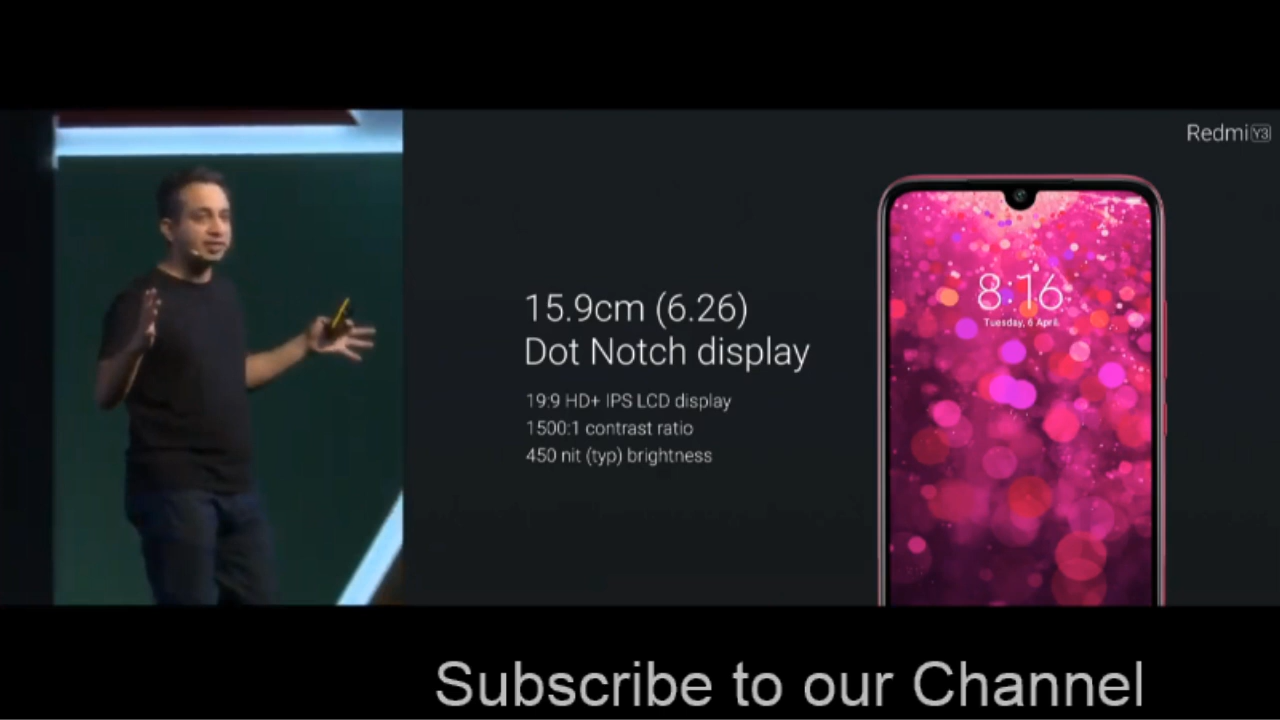 Redmi Y3
15.9cm (6.26)
Dot Notch display
19:9 HD+ IPS LCD display
1500:1 contrast ratio
450 nit (typ) brightness
8:16
Tuesday, 6 April
Subscribe to our Channel